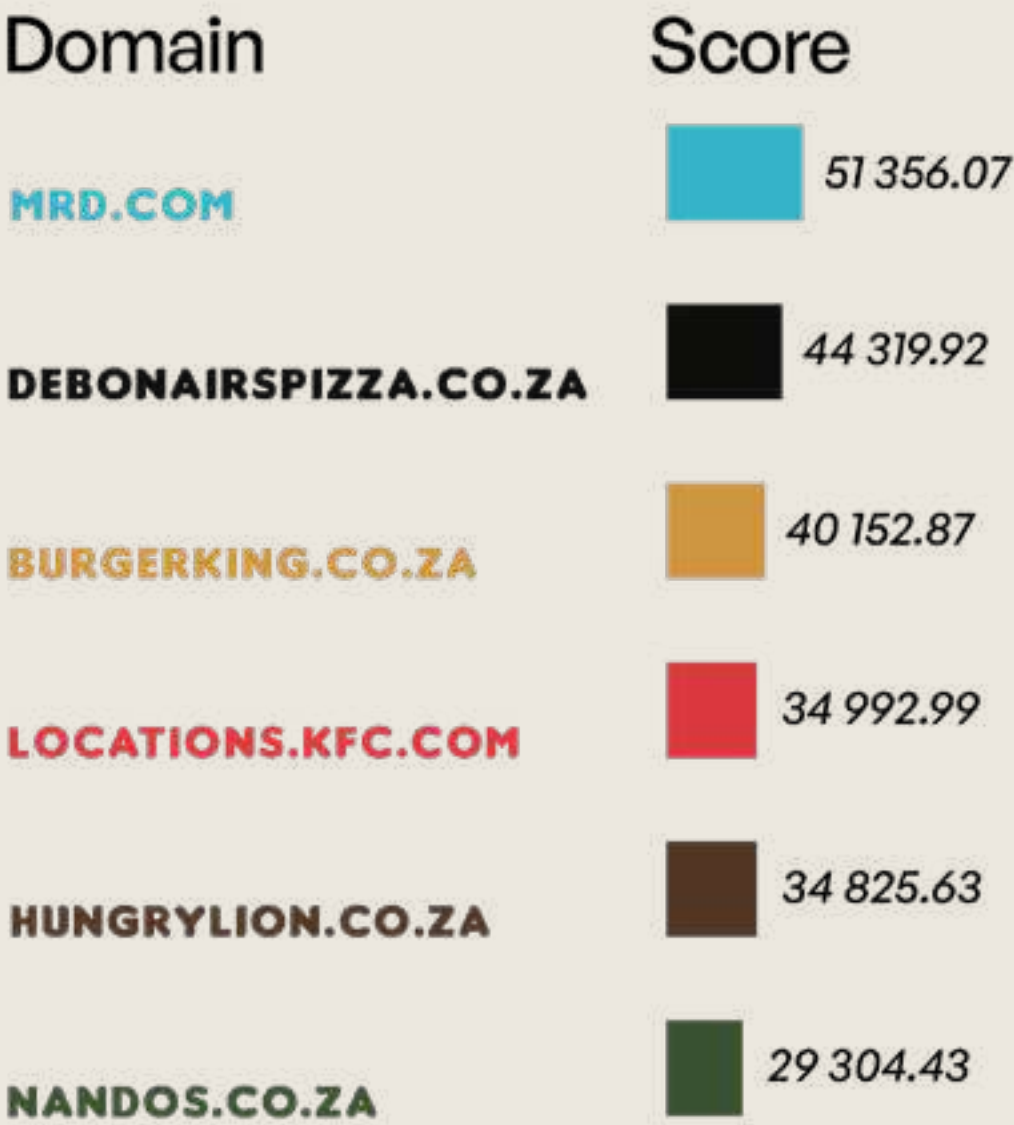 Domain Score
MRD.COM 51 356.07
DEBONAIRSPIZZA.CO.ZA 44 319.92
BURGERKING.CO.ZA 40 152.87
LOCATIONS.KFC.COM 34 992.99
HUNGRYLION.CO.ZA 34 825.63
NANDOS.CO.ZA 29 304.43